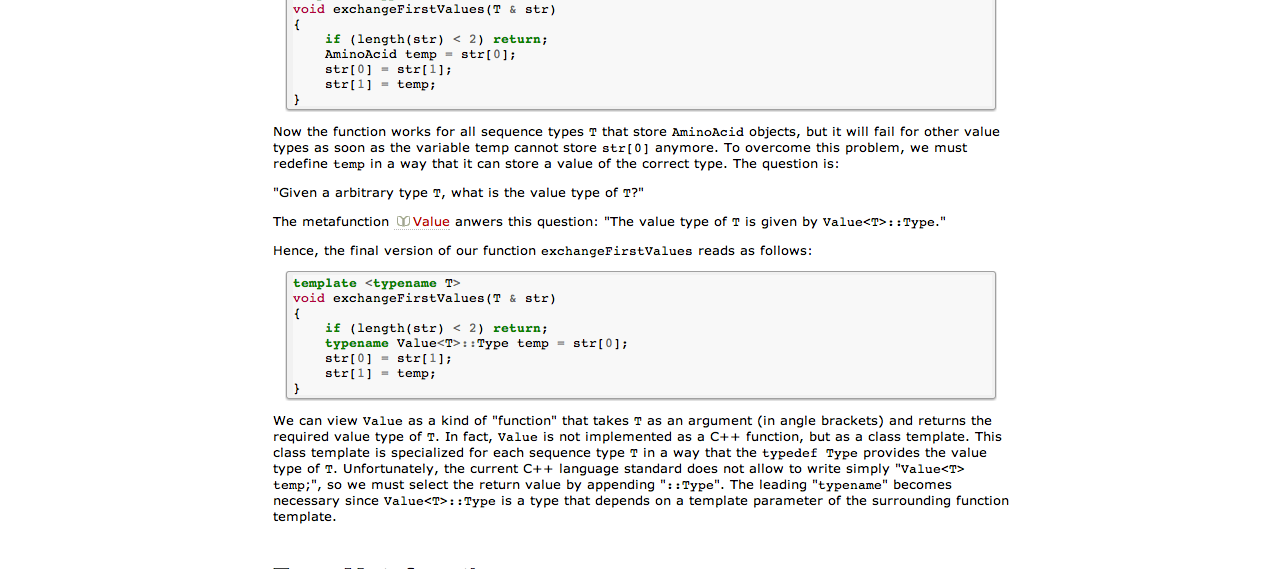 void exchangeFirstValues(T & str)
{
    if (length(str) < 2) return;
    AminoAcid temp = str[0];
    str[0] = str[1];
    str[1] = temp;
}
Now the function works for all sequence types T that store AminoAcid objects, but it will fail for other value
types as soon as the variable temp cannot store str[0] anymore. To overcome this problem, we must
redefine temp in a way that it can store a value of the correct type. The question is:
"Given a arbitrary type T, what is the value type of T?"
The metafunction Value anwers this question: "The value type of T is given by Value<T>::Type."
Hence, the final version of our function exchangeFirstValues reads as follows:
template <typename T>
void exchangeFirstValues(T & str)
{
    if (length(str) < 2) return;
    typename Value<T>::Type temp = str[0];
    str[0] = str[1];
    str[1] = temp;
}
We can view Value as a kind of "function" that takes T as an argument (in angle brackets) and returns the
required value type of T. In fact, Value is not implemented as a C++ function, but as a class template. This
class template is specialized for each sequence type T in a way that the typedef Type provides the value
type of T. Unfortunately, the current C++ language standard does not allow to write simply "Value<T>
temp;", so we must select the return value by appending "::Type". The leading "typename" becomes
necessary since Value<T>::Type is a type that depends on a template parameter of the surrounding function
template.